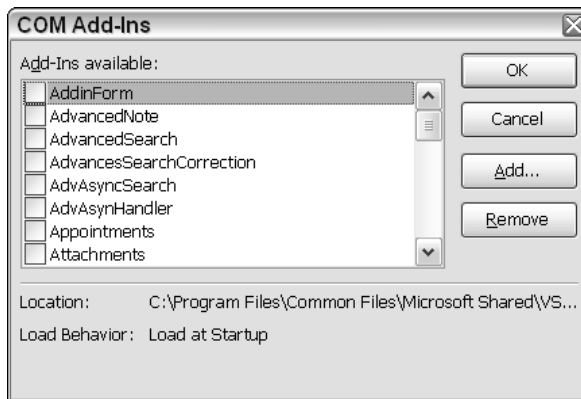 COM Add-Ins
Add-Ins available:
AddinForm
AdvancedNote
AdvancedSearch
AdvancesSearchCorrection
AdvAsyncSearch
AdvAsynHandler
Appointments
Attachments
OK
Cancel
Add...
Remove
Location: C:\Program Files\Common Files\Microsoft Shared\VS...
Load Behavior: Load at Startup